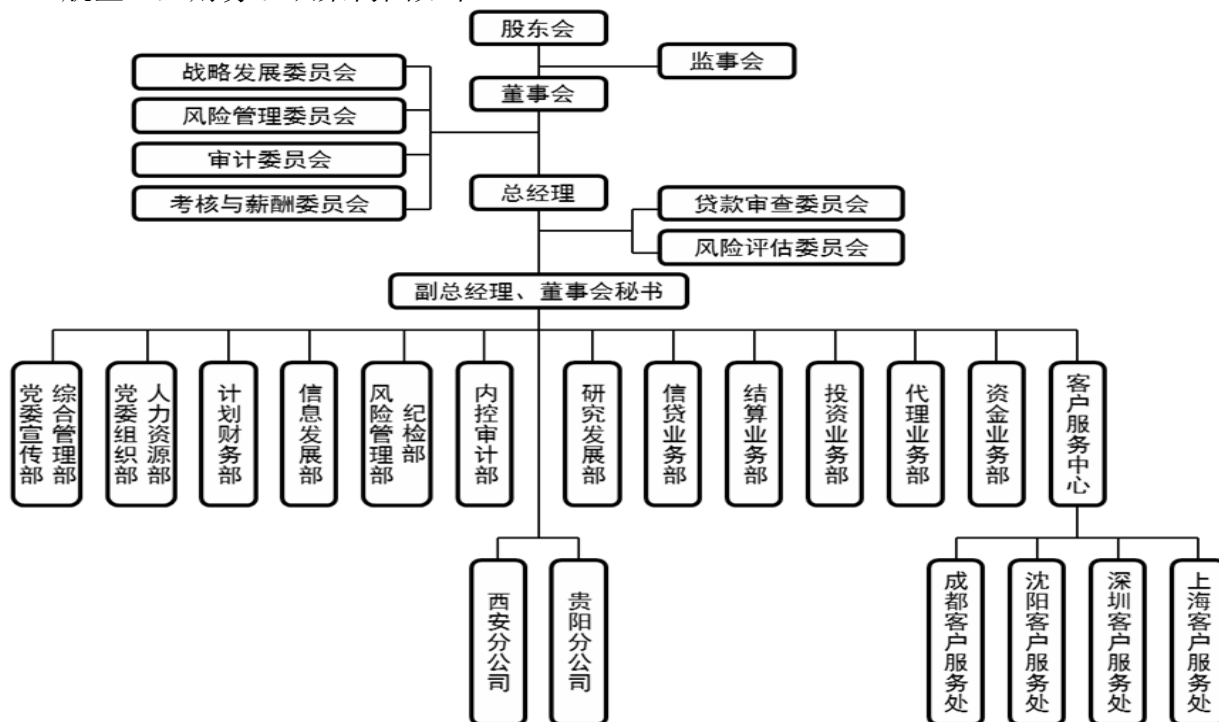 股东会
监事会
战略发展委员会
董事会
风险管理委员会
审计委员会
总经理
考核与薪酬委员会
贷款审查委员会
风险评估委员会
副总经理、董事会秘书
综合管理部
党委宣传部
人力资源部
党委组织部
计划财务部
信息发展部
纪检部
风险管理部
内控审计部
研究发展部
信贷业务部
结算业务部
投资业务部
代理业务部
资金业务部
客户服务中心
西安分公司
贵阳分公司
成都客户服务处
沈阳客户服务处
深圳客户服务处
上海客户服务处